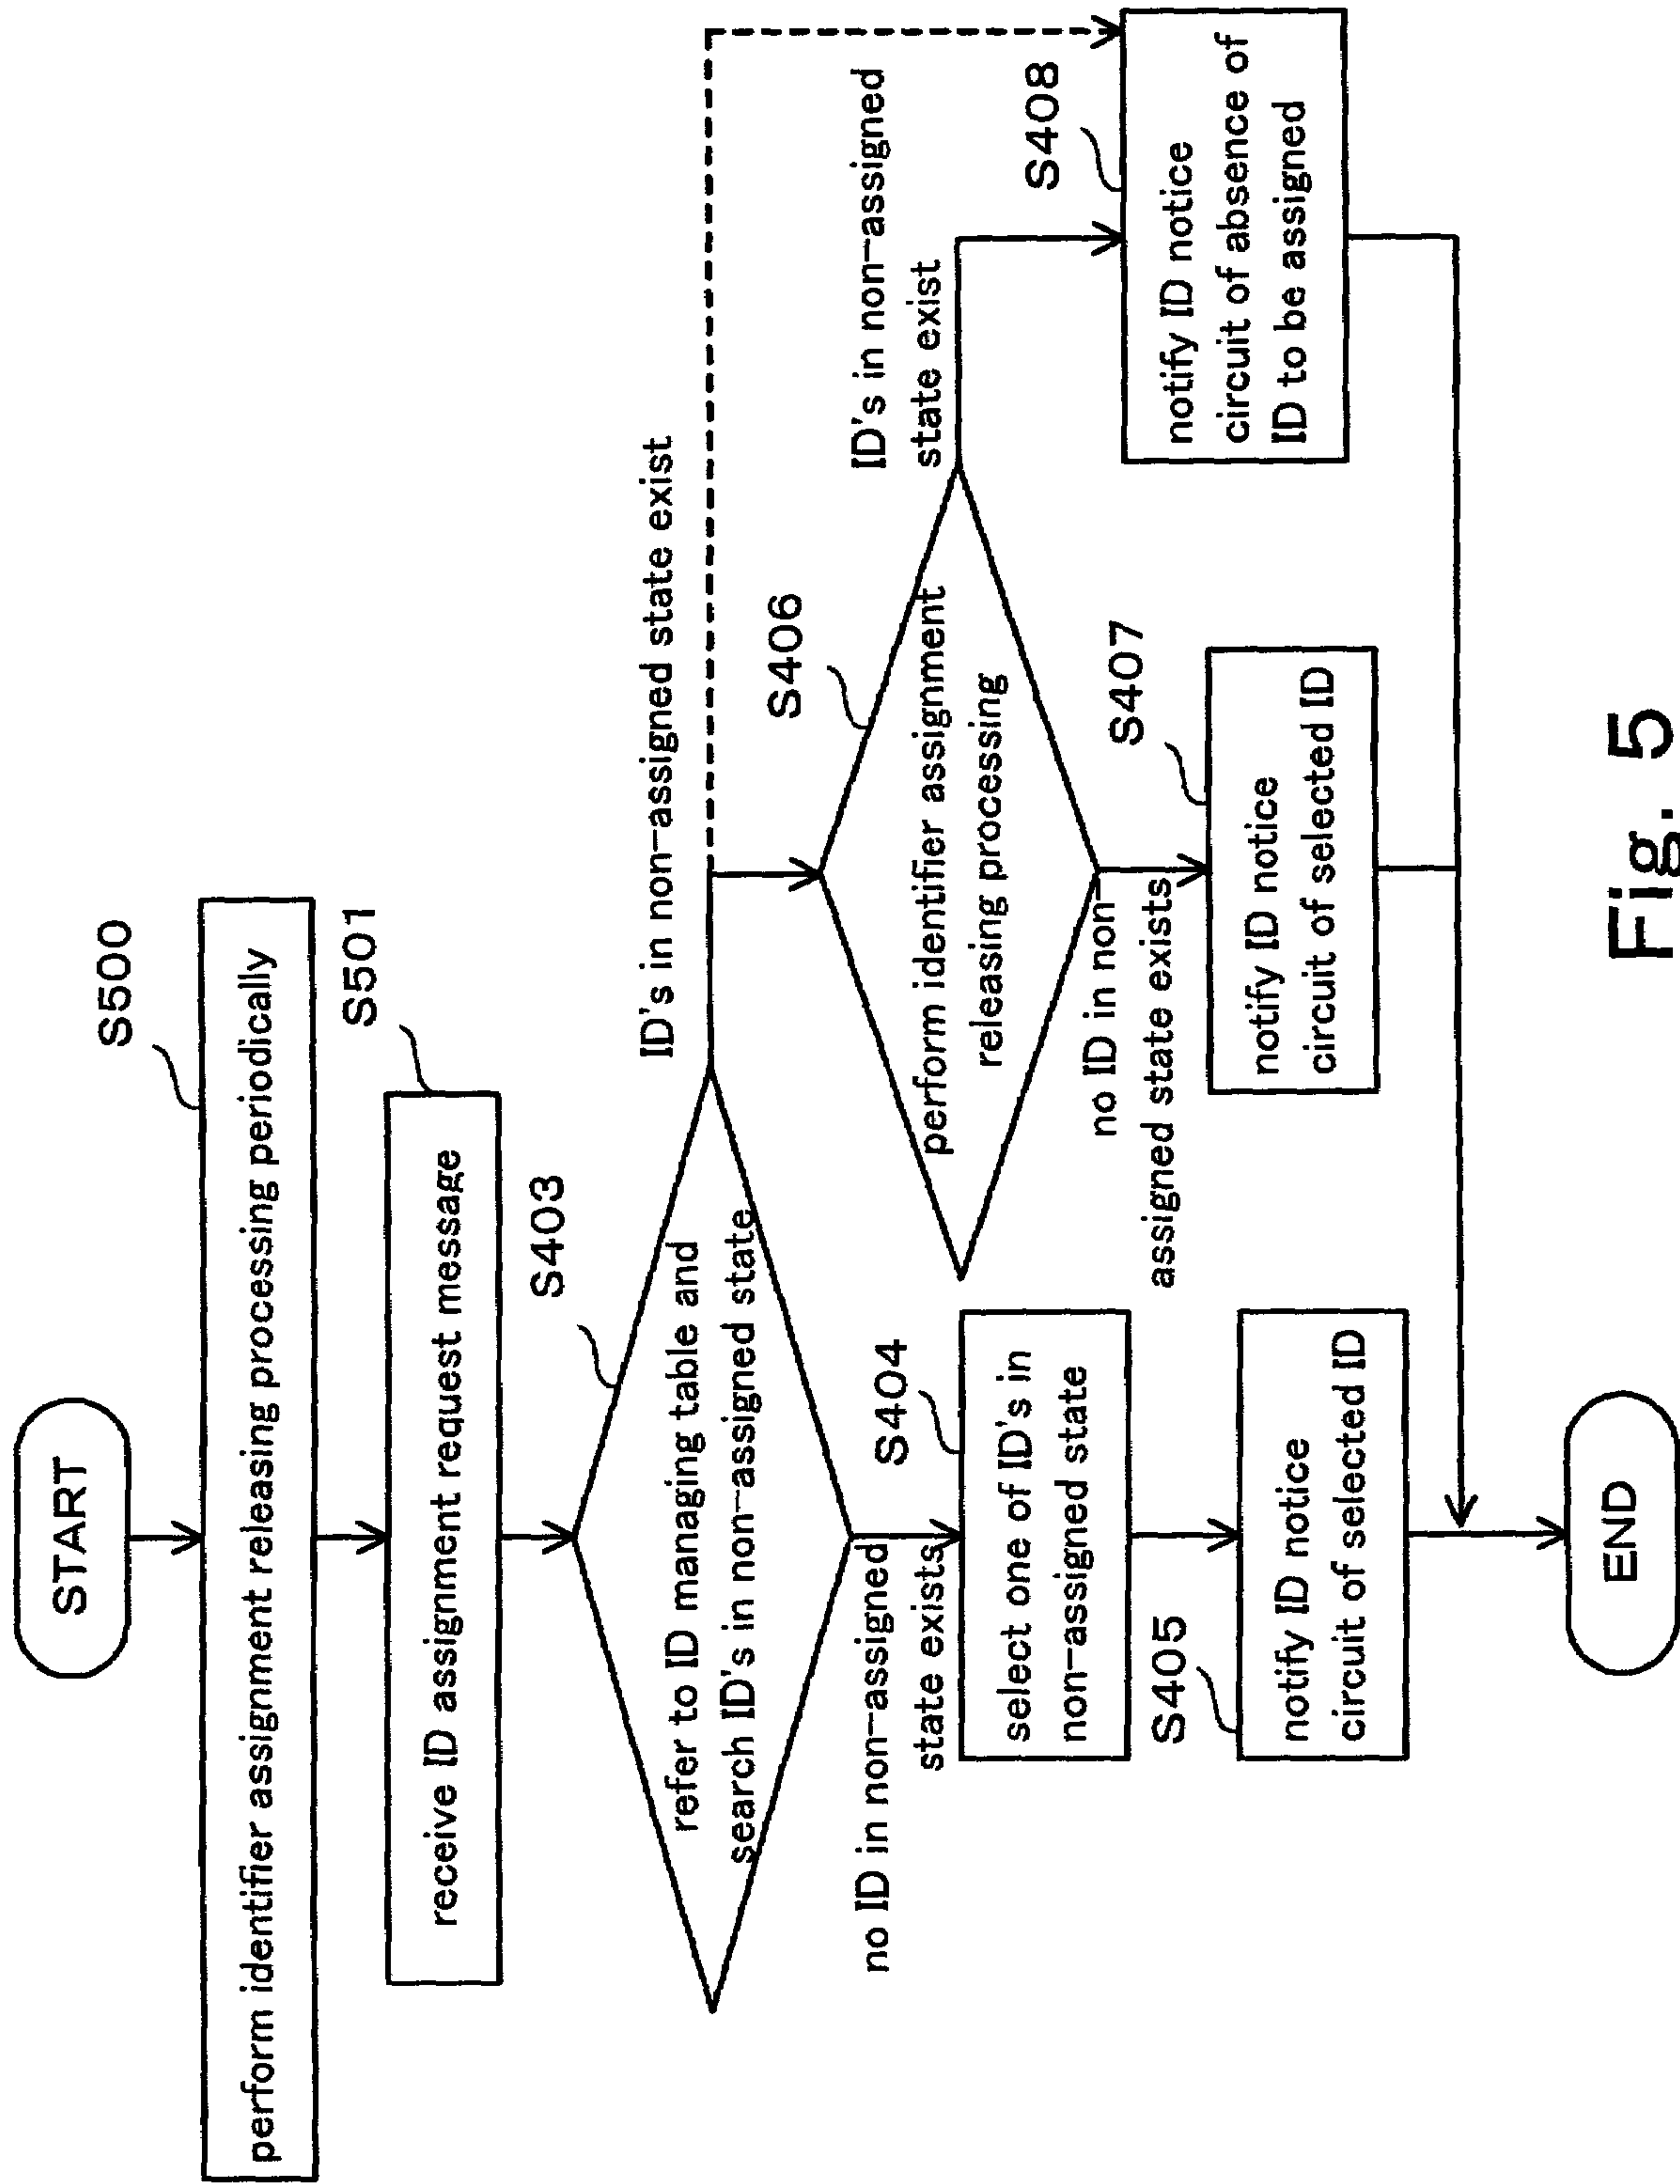 START
S500
perform identifier assignment releasing processing periodically
S501
receive ID assignment request message
S403
refer to ID managing table and
search ID's in non-assigned state
ID's in non-assigned state exist
no ID in non-assigned
state exists
S404
select one of ID's in
non-assigned state
S405
notify ID notice
circuit of selected ID
S406
perform identifier assignment
releasing processing
ID's in non-assigned
state exist
no ID in non-
assigned state exists
S407
notify ID notice
circuit of selected ID
S408
notify ID notice
circuit of absence of
ID to be assigned
END
Fig. 5